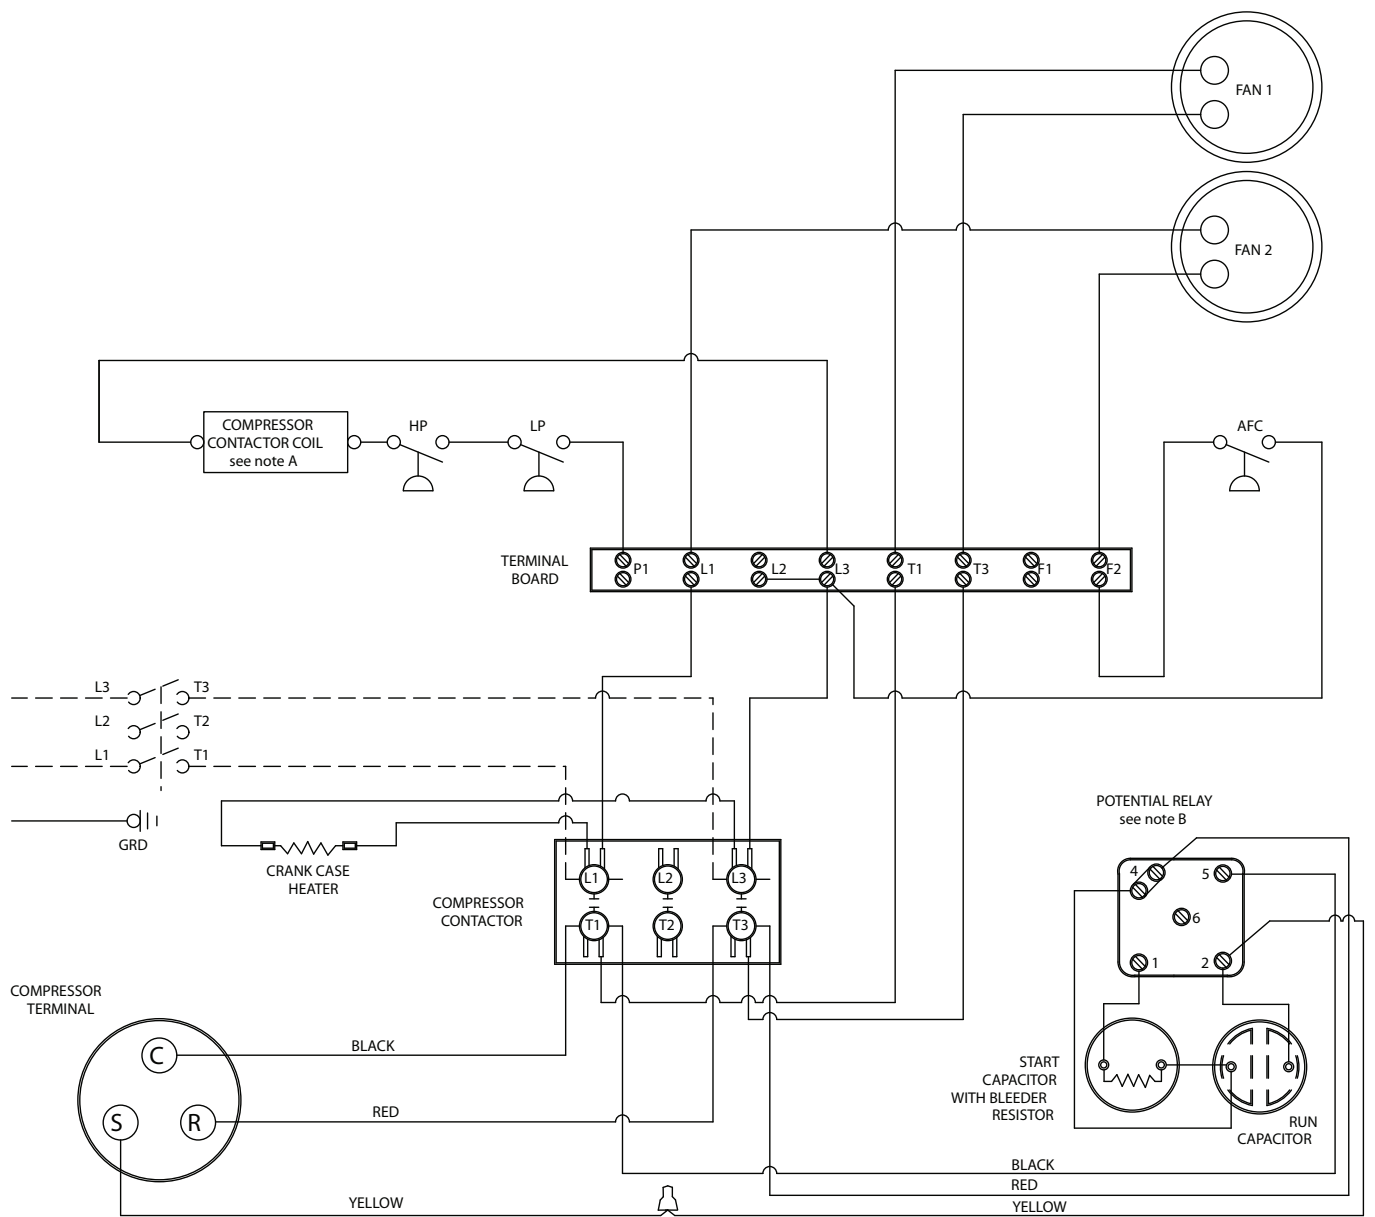 FAN 1
FAN 2
COMPRESSOR
CONTACTOR COIL
see note A
HP
LP
AFC
TERMINAL
BOARD
P1
L1
L2
L3
T1
T3
F1
F2
L3
T3
L2
T2
L1
T1
GRD
CRANK CASE
HEATER
POTENTIAL RELAY
see note B
COMPRESSOR
CONTACTOR
L1
L2
L3
T1
T2
T3
4
5
6
1
2
COMPRESSOR
TERMINAL
C
S
R
BLACK
RED
START
CAPACITOR
WITH BLEEDER
RESISTOR
RUN
CAPACITOR
BLACK
RED
YELLOW
YELLOW